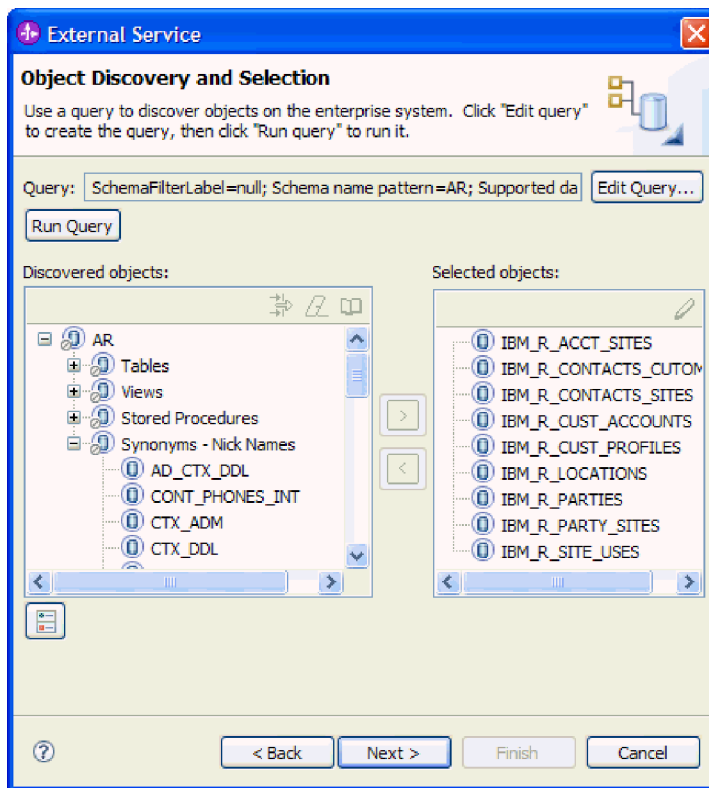 External Service
Object Discovery and Selection
Use a query to discover objects on the enterprise system. Click "Edit query"
to create the query, then click "Run query" to run it.
Query: SchemaFilterLabel=null; Schema name pattern=AR; Supported da Edit Query...
Run Query
Discovered objects:
AR
Tables
Views
Stored Procedures
Synonyms - Nick Names
AD_CTX_DDL
CONT_PHONES_INT
CTX_ADM
CTX_DDL
>
<
Selected objects:
IBM_R_ACCT_SITES
IBM_R_CONTACTS_CUTOM
IBM_R_CONTACTS_SITES
IBM_R_CUST_ACCOUNTS
IBM_R_CUST_PROFILES
IBM_R_LOCATIONS
IBM_R_PARTIES
IBM_R_PARTY_SITES
IBM_R_SITE_USES
? < Back Next > Finish Cancel